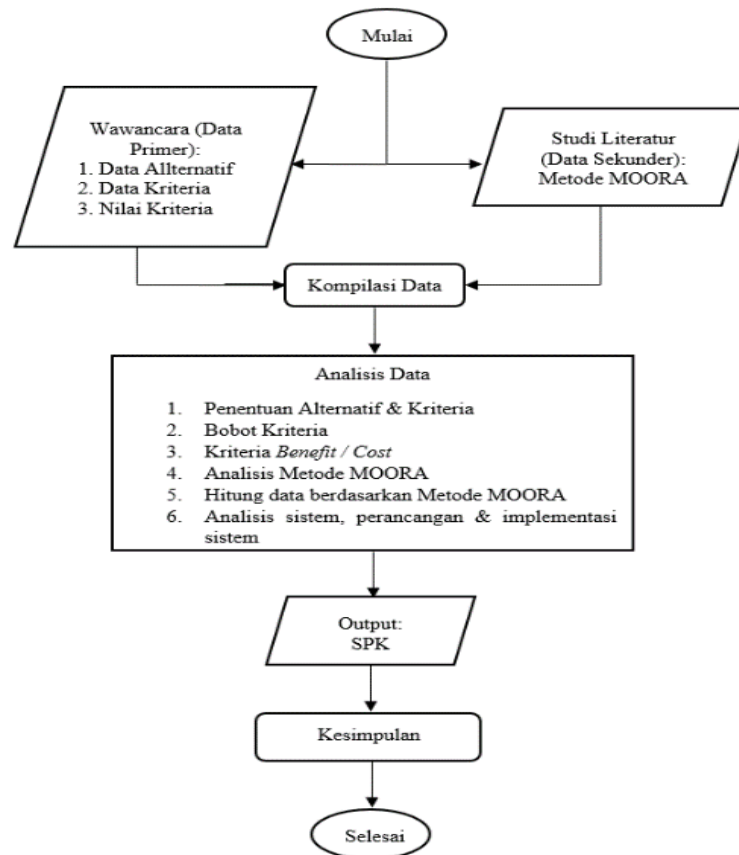 Mulai
Wawancara (Data
Primer):
1. Data Allternatif
2. Data Kriteria
3. Nilai Kriteria
Studi Literatur
(Data Sekunder):
Metode MOORA
Kompilasi Data
Analisis Data
1. Penentuan Alternatif & Kriteria
2. Bobot Kriteria
3. Kriteria Benefit / Cost
4. Analisis Metode MOORA
5. Hitung data berdasarkan Metode MOORA
6. Analisis sistem, perancangan & implementasi
sistem
Output:
SPK
Kesimpulan
Selesai